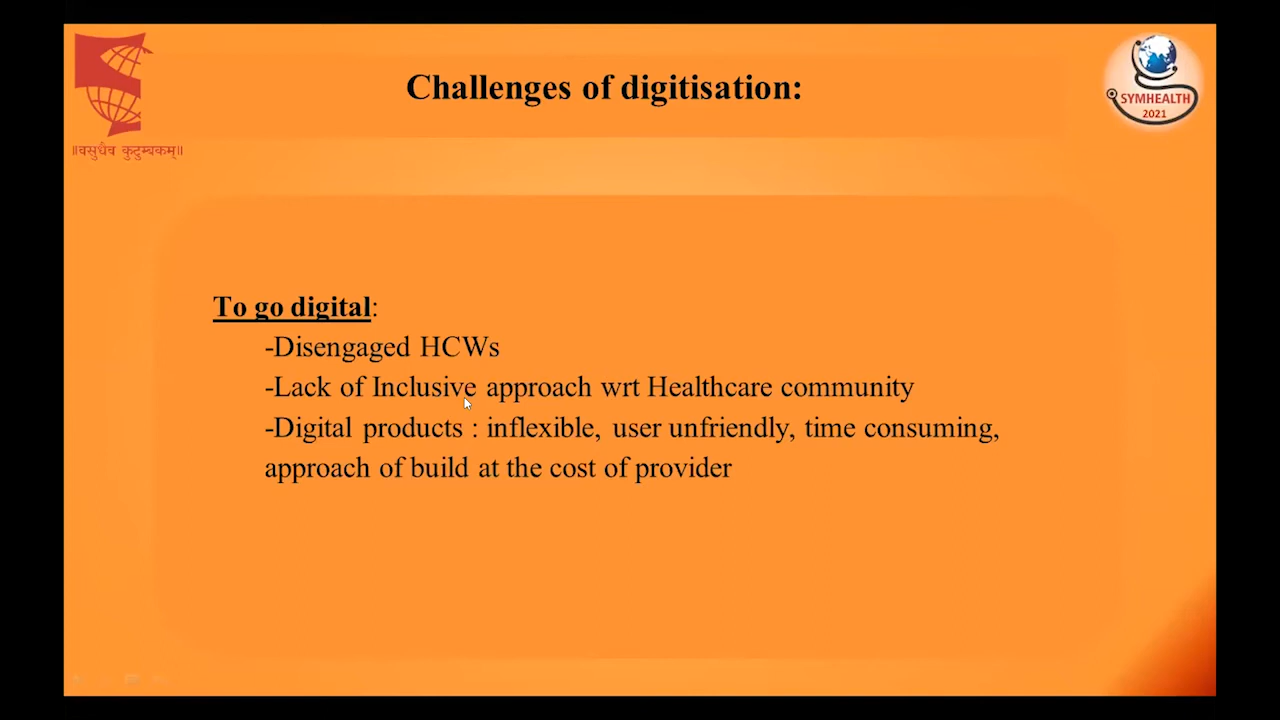 Challenges of digitisation:
SYMHEALTH
2021
॥वसुधैव कुटुम्बकम्॥
To go digital:
-Disengaged HCWs
-Lack of Inclusive approach wrt Healthcare community
-Digital products : inflexible, user unfriendly, time consuming,
approach of build at the cost of provider